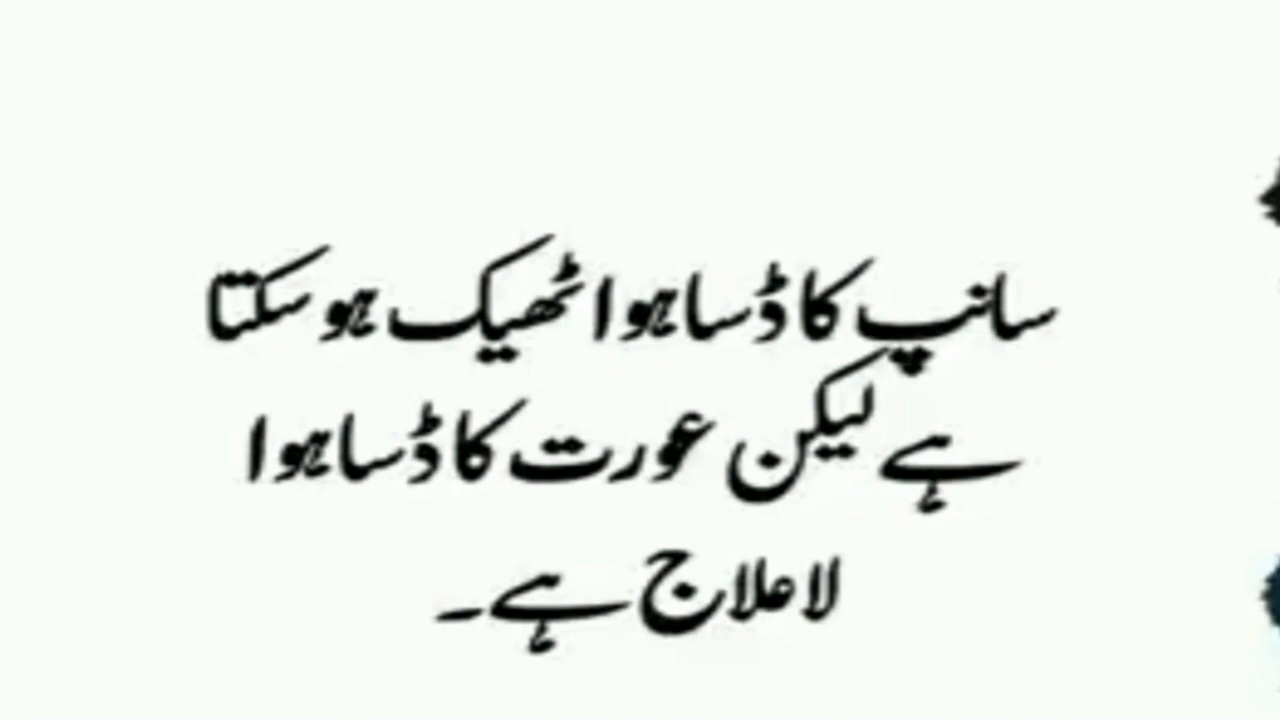 سانپ کا ڈسا ہوا ٹھیک ہو سکتا
ہے لیکن عورت کا ڈسا ہوا
لاعلاج ہے۔